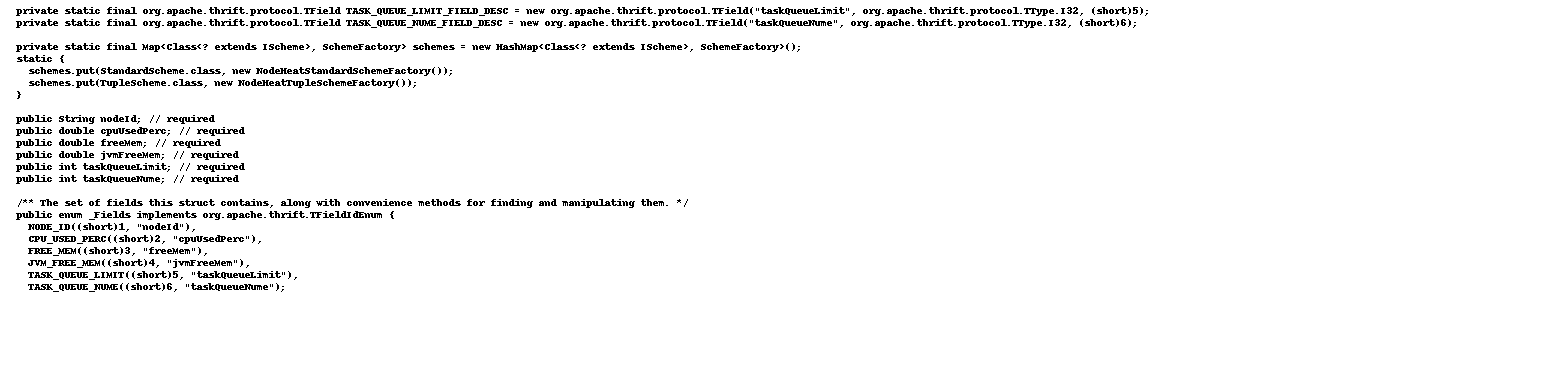 private static final org.apache.thrift.protocol.TField TASK_QUEUE_LIMIT_FIELD_DESC = new org.apache.thrift.protocol.TField("taskQueueLimit", org.apache.thrift.protocol.TType.I32, (short)5);
private static final org.apache.thrift.protocol.TField TASK_QUEUE_NUME_FIELD_DESC = new org.apache.thrift.protocol.TField("taskQueueNume", org.apache.thrift.protocol.TType.I32, (short)6);
private static final Map<Class<? extends IScheme>, SchemeFactory> schemes = new HashMap<Class<? extends IScheme>, SchemeFactory>();
static {
schemes.put(StandardScheme.class, new NodeHeatStandardSchemeFactory());
schemes.put(TupleScheme.class, new NodeHeatTupleSchemeFactory());
}
public String nodeId; // required
public double cpuUsedPerc; // required
public double freeMem; // required
public double jvmFreeMem; // required
public int taskQueueLimit; // required
public int taskQueueNume; // required
/** The set of fields this struct contains, along with convenience methods for finding and manipulating them. */
public enum _Fields implements org.apache.thrift.TFieldIdEnum {
NODE_ID((short)1, "nodeId"),
CPU_USED_PERC((short)2, "cpuUsedPerc"),
FREE_MEM((short)3, "freeMem"),
JVM_FREE_MEM((short)4, "jvmFreeMem"),
TASK_QUEUE_LIMIT((short)5, "taskQueueLimit"),
TASK_QUEUE_NUME((short)6, "taskQueueNume");